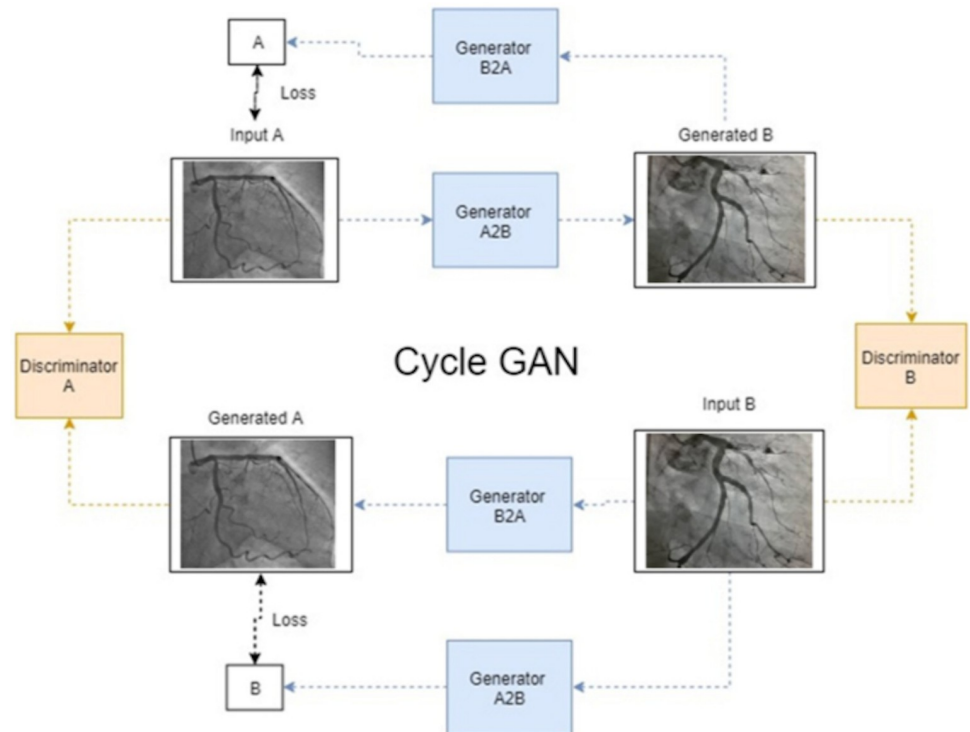 A
Generator
B2A
Loss
Input A
Generated B
Generator
A2B
Discriminator
A
Cycle GAN
Discriminator
B
Generated A
Input B
Generator
B2A
Loss
B
Generator
A2B